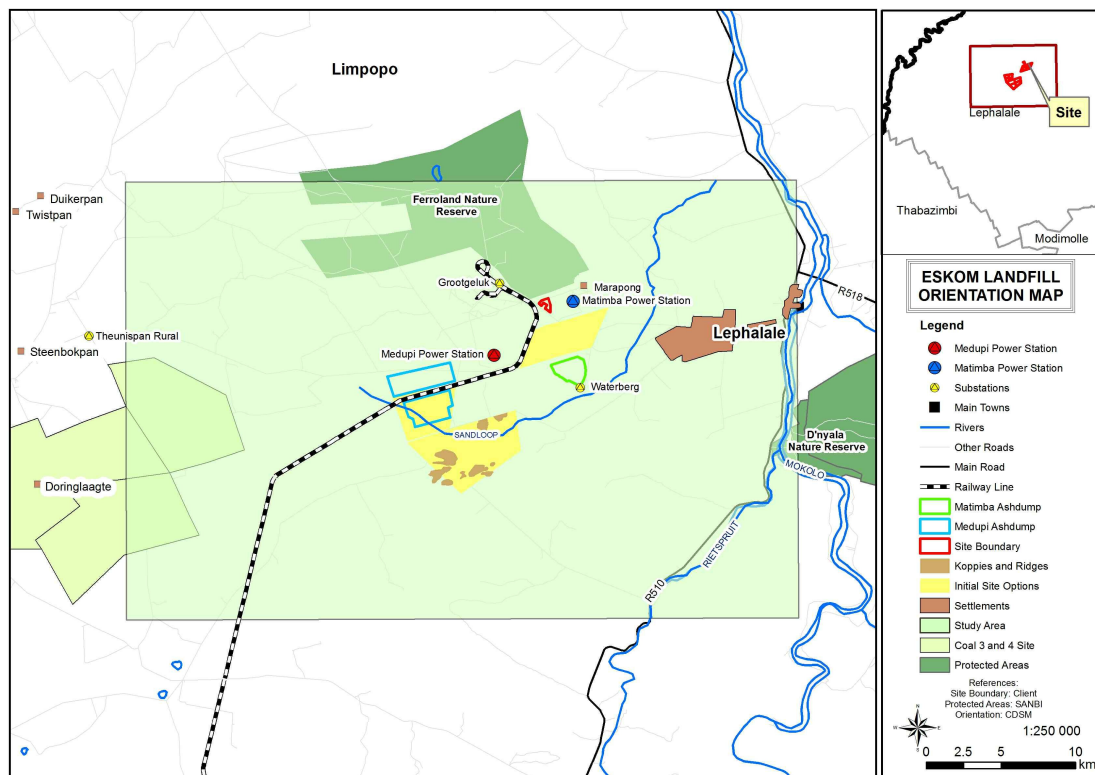 Limpopo
Duikerpan
Twistpan
Ferroland Nature
Reserve
Grootgeluk
Marapong
Matimba Power Station
R518
Theunispan Rural
Steenbokpan
Lephalale
Medupi Power Station
Waterberg
SANDLOOP
D'nyala
Nature Reserve
MOKOLO
Doringlaagte
RIETSPRUIT
R510
Site
Lephalale
Thabazimbi
Modimolle
ESKOM LANDFILL
ORIENTATION MAP
Legend
Medupi Power Station
Matimba Power Station
Substations
Main Towns
Rivers
Other Roads
Main Road
Railway Line
Matimba Ashdump
Medupi Ashdump
Site Boundary
Koppies and Ridges
Initial Site Options
Settlements
Study Area
Coal 3 and 4 Site
Protected Areas
References:
Site Boundary: Client
Protected Areas: SANBI
Orientation: CDSM
N
W E
S
1:250 000
0 2.5 5 10
km